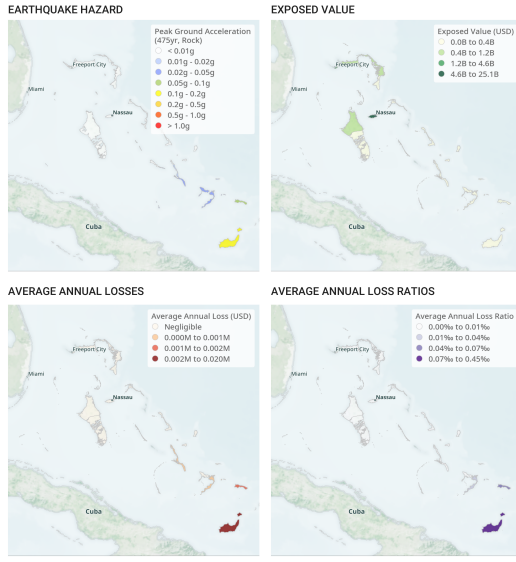 EARTHQUAKE HAZARD
Peak Ground Acceleration
(475yr, Rock)
< 0.01g
0.01g - 0.02g
0.02g - 0.05g
0.05g - 0.1g
0.1g - 0.2g
0.2g - 0.5g
0.5g - 1.0g
> 1.0g
Freeport City
Miami
Nassau
Cuba
EXPOSED VALUE
Exposed Value (USD)
0.0B to 0.4B
0.4B to 1.2B
1.2B to 4.6B
4.6B to 25.1B
Freeport City
Miami
Nassau
Cuba
AVERAGE ANNUAL LOSSES
Average Annual Loss (USD)
Negligible
0.000M to 0.001M
0.001M to 0.002M
0.002M to 0.020M
Freeport City
Miami
Nassau
Cuba
AVERAGE ANNUAL LOSS RATIOS
Average Annual Loss Ratio
0.00‰ to 0.01‰
0.01‰ to 0.04‰
0.04‰ to 0.07‰
0.07‰ to 0.45‰
Freeport City
Miami
Nassau
Cuba